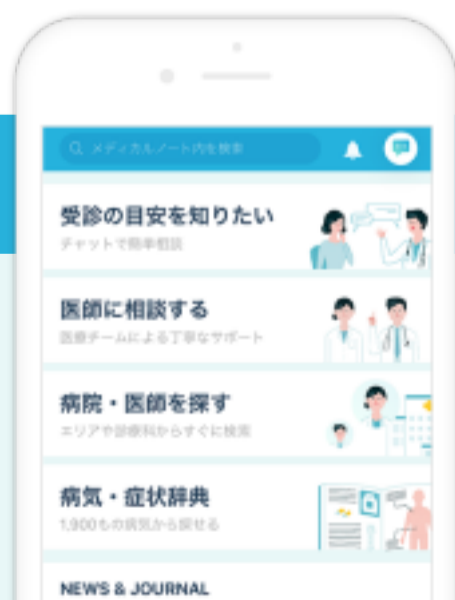 メディカルノート内を検索
受診の目安を知りたい
チャットで簡単相談
医師に相談する
医療チームによる丁寧なサポート
病院・医師を探す
エリアや診療科からすぐに検索
病気・症状辞典
1,900もの病気から探せる
NEWS & JOURNAL